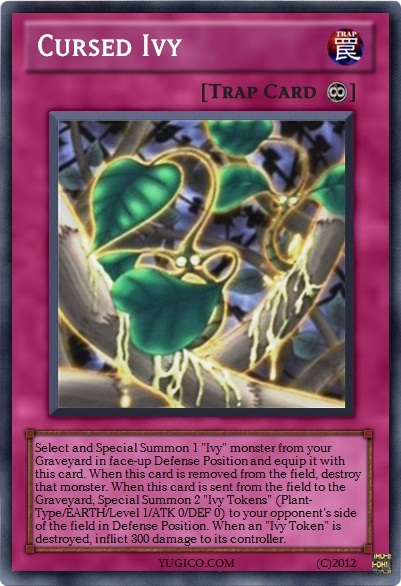 Cursed Ivy
TRAP
罠
[Trap Card ]
Select and Special Summon 1 "Ivy" monster from your
Graveyard in face-up Defense Position and equip it with
this card. When this card is removed from the field, destroy
that monster. When this card is sent from the field to the
Graveyard, Special Summon 2 "Ivy Tokens" (Plant-
Type/EARTH/Level 1/ATK 0/DEF 0) to your opponent's side
of the field in Defense Position. When an "Ivy Token" is
destroyed, inflict 300 damage to its controller.
YUGICO.COM
(C)2012